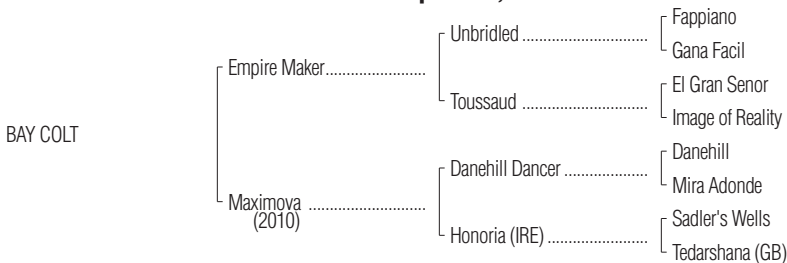 Fappiano
Unbridled
Gana Facil
Empire Maker
El Gran Senor
Toussaud
Image of Reality
BAY COLT
Danehill
Danehill Dancer
Mira Adonde
Maximova
(2010)
Sadler's Wells
Honoria (IRE)
Tedarshana (GB)